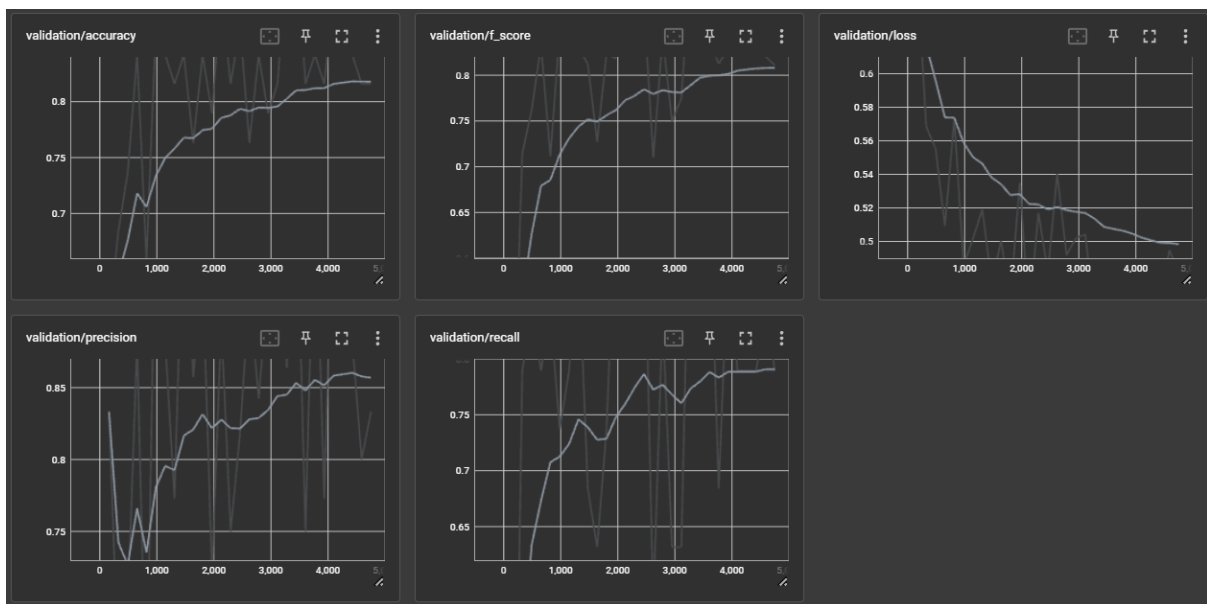 validation/accuracy
0.8
0.75
0.7
0 1,000 2,000 3,000 4,000
validation/f_score
0.8
0.75
0.7
0.65
0 1,000 2,000 3,000 4,000
validation/loss
0.6
0.58
0.56
0.54
0.52
0.5
0 1,000 2,000 3,000 4,000
validation/precision
0.85
0.8
0.75
0 1,000 2,000 3,000 4,000
validation/recall
0.75
0.7
0.65
0 1,000 2,000 3,000 4,000